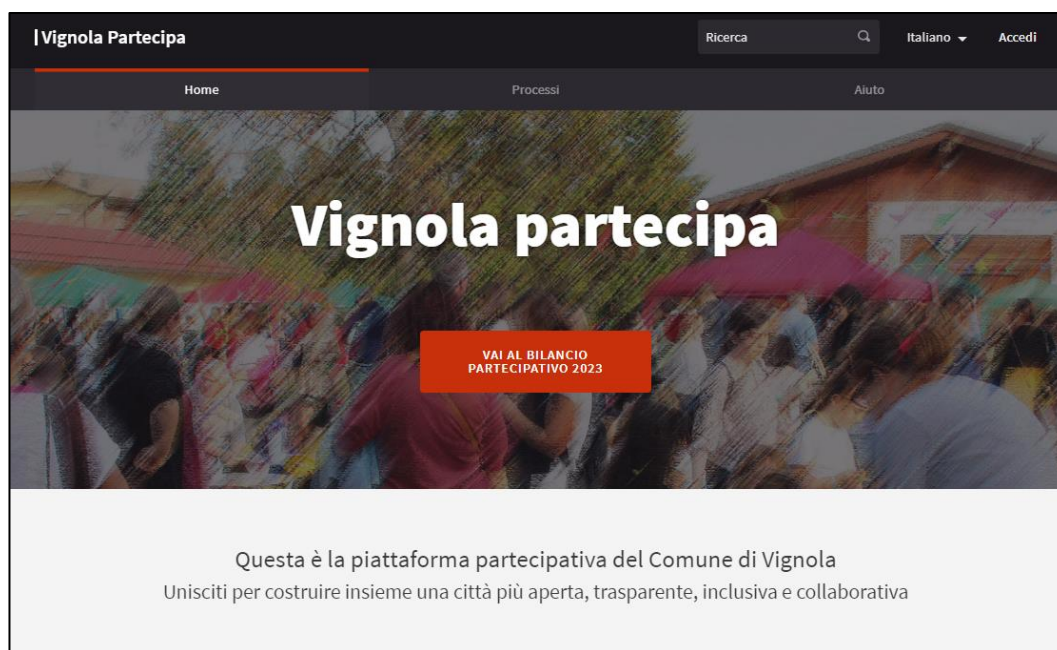 | Vignola Partecipa
Ricerca
Italiano
Accedi
Home
Processi
Aiuto
Vignola partecipa
VAI AL BILANCIO
PARTECIPATIVO 2023
Questa è la piattaforma partecipativa del Comune di Vignola
Unisciti per costruire insieme una città più aperta, trasparente, inclusiva e collaborativa